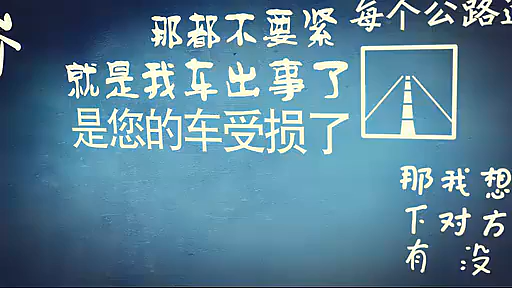 那都不要紧
每个公路
就是我车出事了
是您的车受损了
那我想
下对方
有没